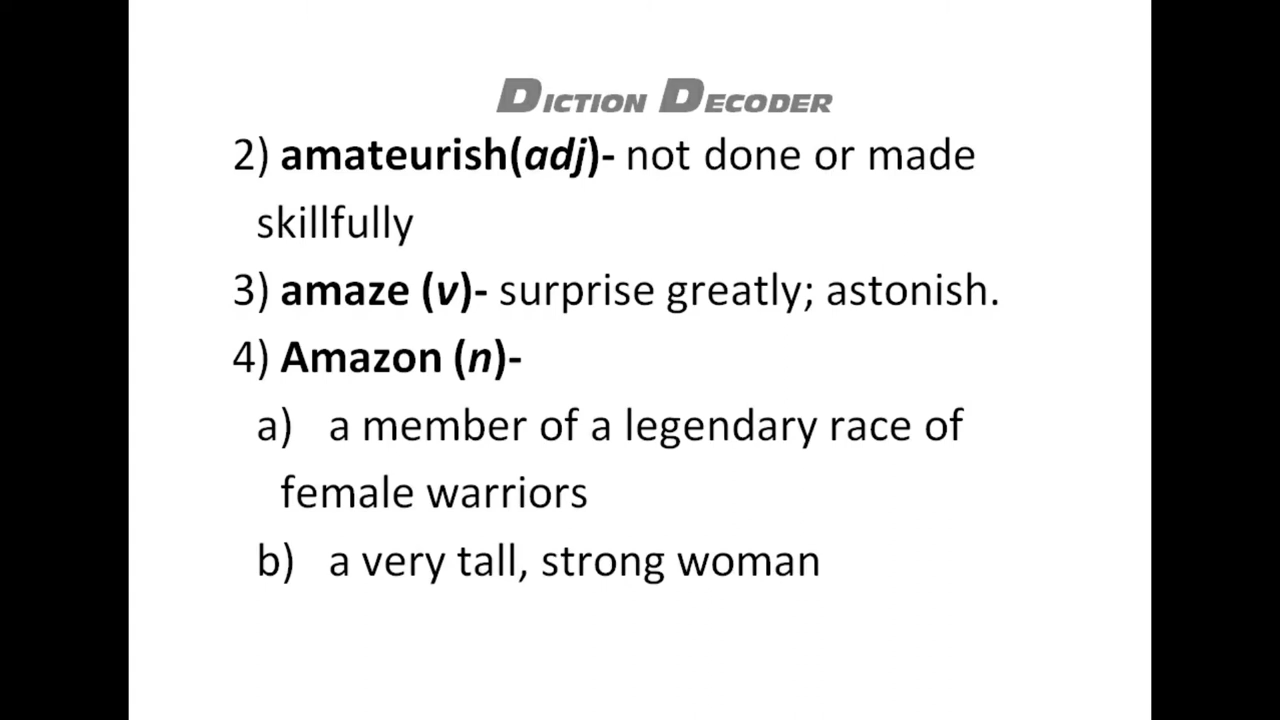 DICTION DECODER
2) amateurish(adj)- not done or made
skillfully
3) amaze (v)- surprise greatly; astonish.
4) Amazon (n)-
a) a member of a legendary race of
female warriors
b) a very tall, strong woman